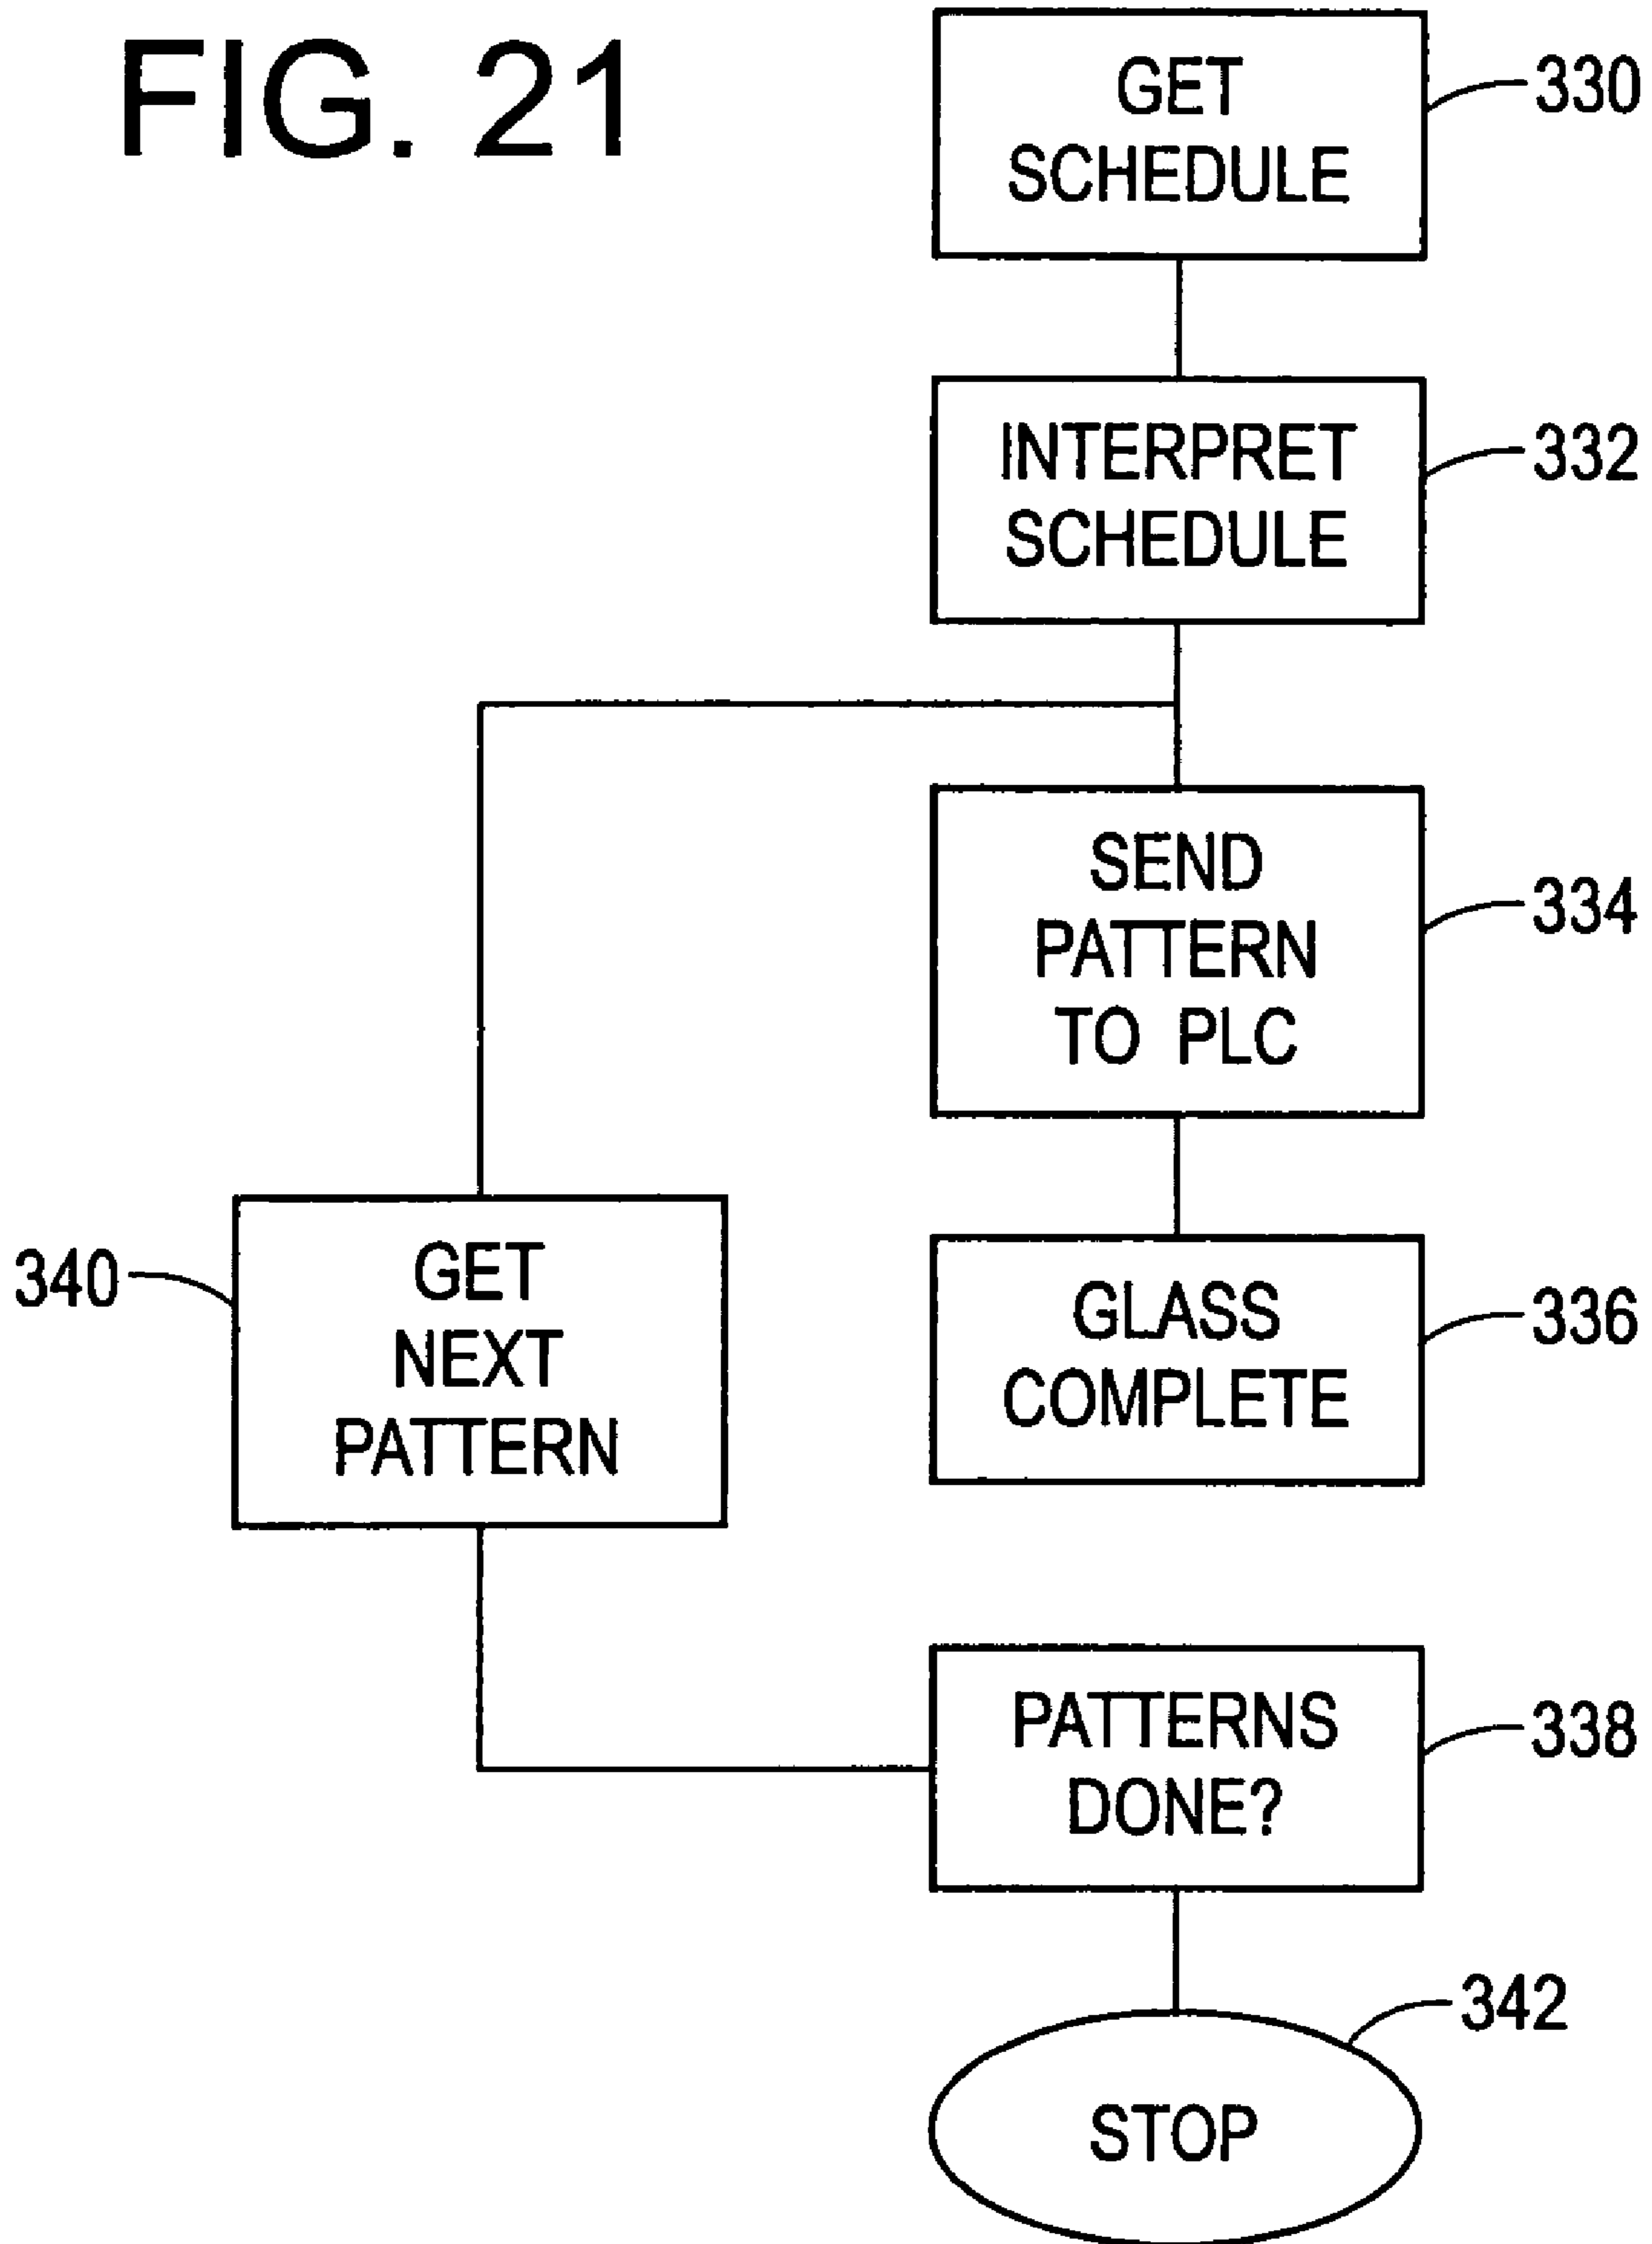 FIG. 21
GET
SCHEDULE
330
INTERPRET
SCHEDULE
332
SEND
PATTERN
TO PLC
334
GLASS
COMPLETE
336
340
GET
NEXT
PATTERN
PATTERNS
DONE?
338
STOP
342